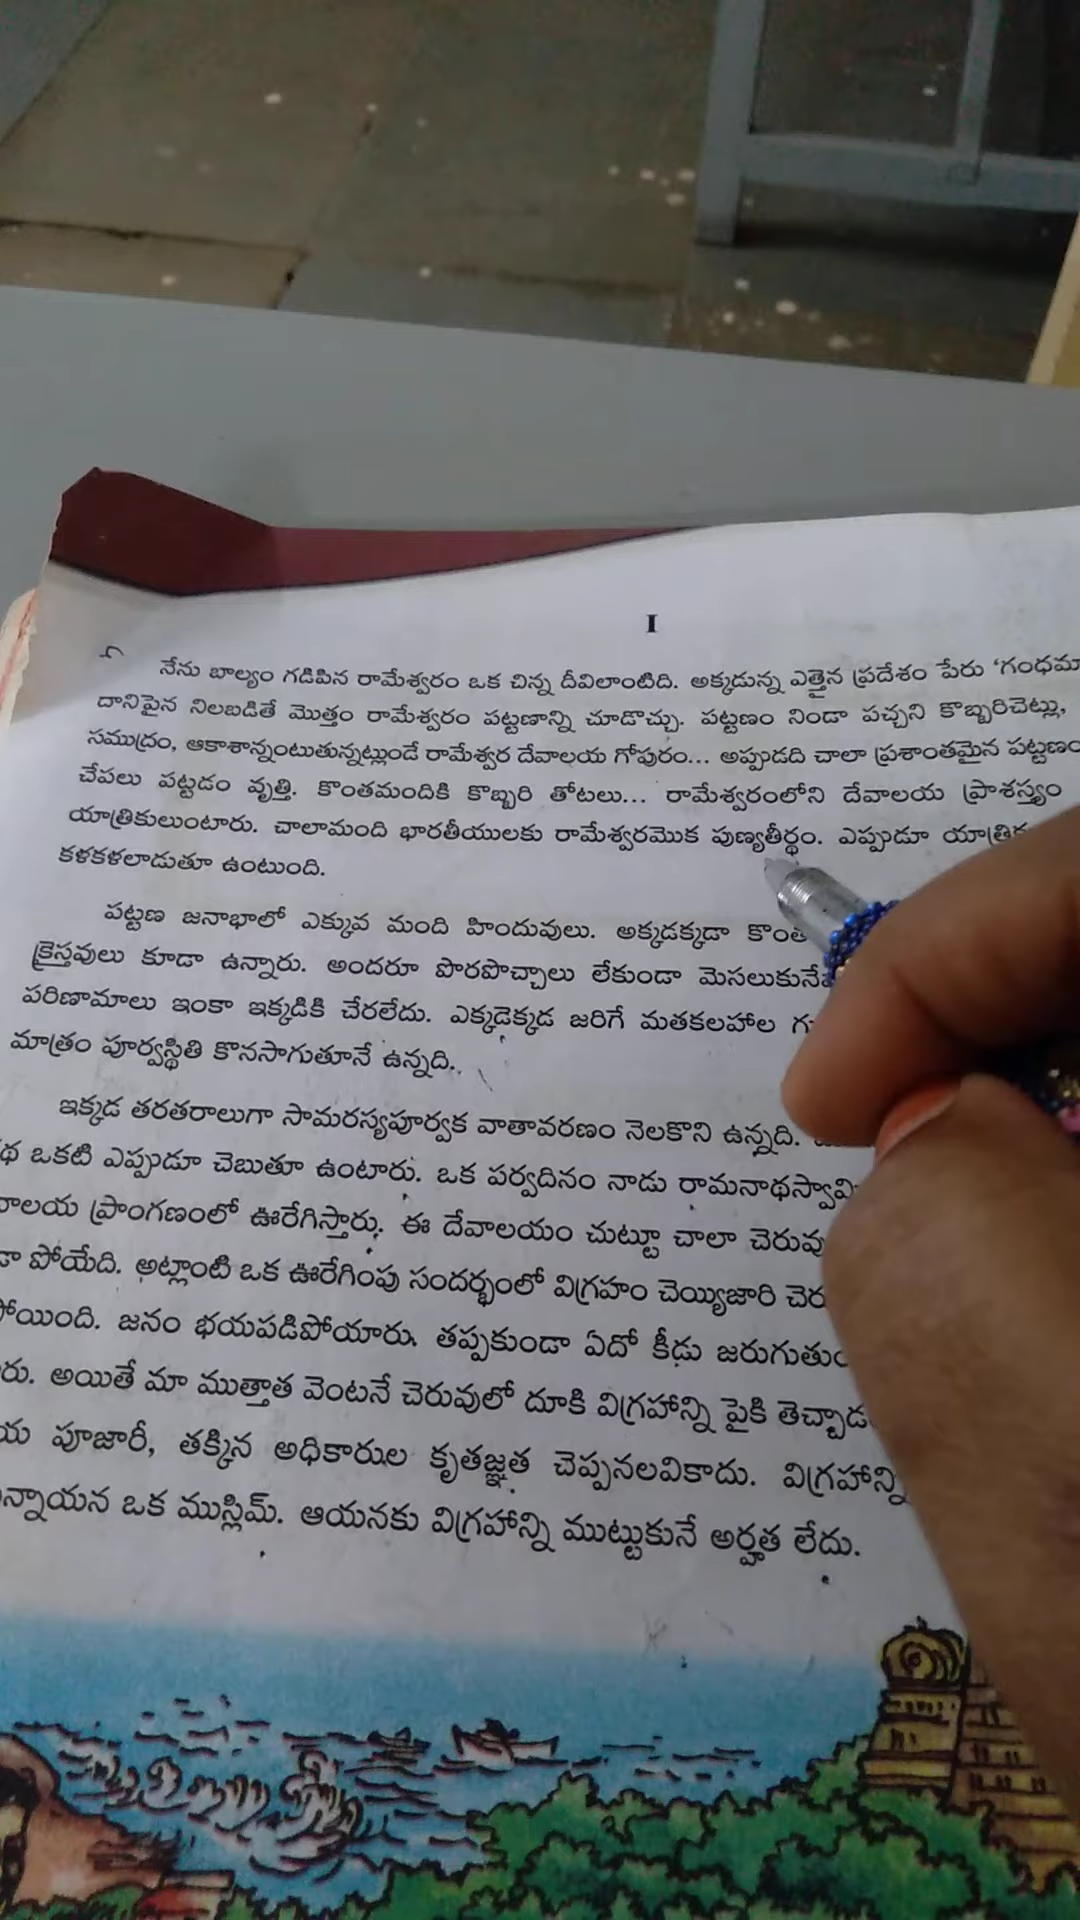 I
నేను బాల్యం గడిపిన రామేశ్వరం ఒక చిన్న దీవిలాంటిది. అక్కడున్న ఎత్తైన ప్రదేశం పేరు ‘గంధమా
దానిపైన నిలబడితే మొత్తం రామేశ్వరం పట్టణాన్ని చూడొచ్చు. పట్టణం నిండా పచ్చని కొబ్బరిచెట్లు,
సముద్రం, ఆకాశాన్నంటుతున్నట్లుండే రామేశ్వర దేవాలయ గోపురం... అప్పుడది చాలా ప్రశాంతమైన పట్టణం
చేపలు పట్టడం వృత్తి. కొంతమందికి కొబ్బరి తోటలు... రామేశ్వరంలోని దేవాలయ ప్రాశస్త్యం
యాత్రికులుంటారు. చాలామంది భారతీయులకు రామేశ్వరమొక పుణ్యతీర్థం. ఎప్పుడూ
కళకళలాడుతూ ఉంటుంది.
పట్టణ జనాభాలో ఎక్కువ మంది హిందువులు. అక్కడక్కడా
క్రైస్తవులు కూడా ఉన్నారు. అందరూ పొరపొచ్చాలు లేకుండా
పరిణామాలు ఇంకా ఇక్కడికి చేరలేదు. ఎక్కడెక్కడ జరిగే మతకలహాల
మాత్రం పూర్వస్థితి కొనసాగుతూనే ఉన్నది.
ఇక్కడ తరతరాలుగా సామరస్యపూర్వక వాతావరణం నెలకొని ఉన్నది.
ఒకటి ఎప్పుడూ చెబుతూ ఉంటారు. ఒక పర్వదినం నాడు రామనాథస్వామి
ప్రాంగణంలో ఊరేగిస్తారు. ఈ దేవాలయం చుట్టూ చాలా
పోయేది. అట్లాంటి ఒక ఊరేగింపు సందర్భంలో విగ్రహం చెయ్యిజారి
జనం భయపడిపోయారు. తప్పకుండా ఏదో కీడు
అయితే మా ముత్తాత వెంటనే చెరువులో దూకి విగ్రహాన్ని పైకి
పూజారీ, తక్కిన అధికారుల కృతజ్ఞత చెప్పనలవికాదు. విగ్రహాన్ని
ఒక ముస్లిమ్. ఆయనకు విగ్రహాన్ని ముట్టుకునే అర్హత లేదు.